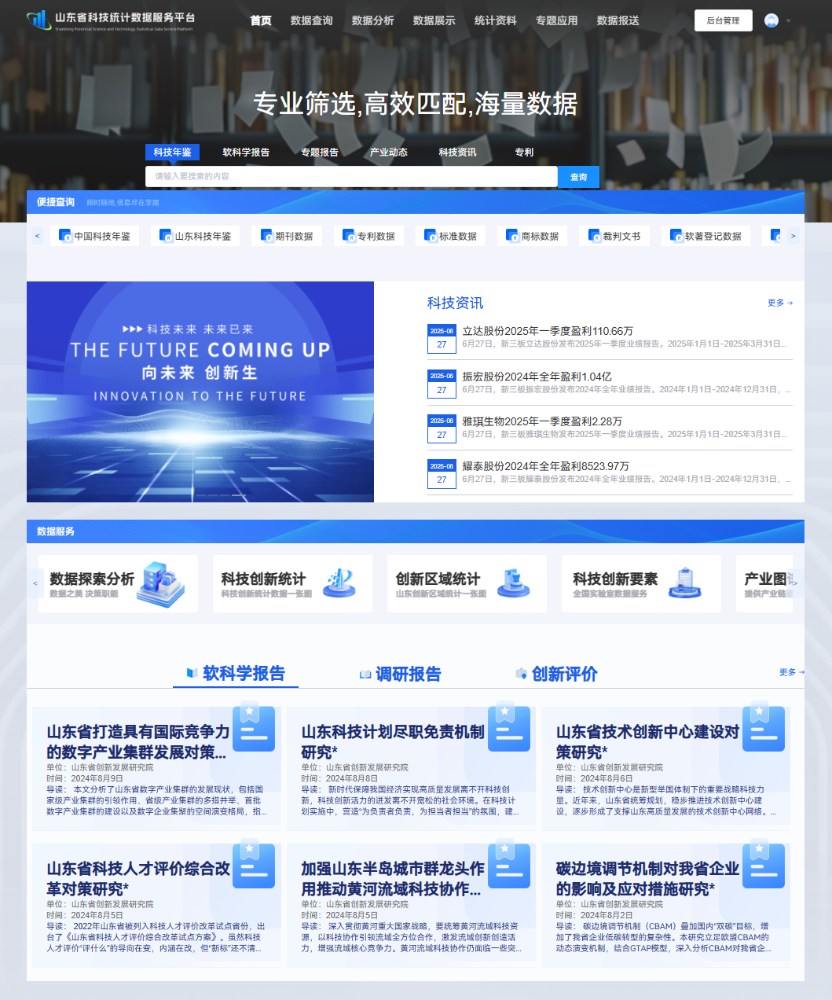 山东省科技统计数据服务平台
Shandong Provincial Science and Technology Statistical Data Service Platform
首页 数据查询 数据分析 数据展示 统计资料 专题应用 数据报送
后台管理
专业筛选,高效匹配,海量数据
科技年鉴 软科学报告 专题报告 产业动态 科技资讯 专利
请输入要搜索的内容 查询
便捷查询 随时随地,信息尽在掌握
< 中国科技年鉴 山东科技年鉴 期刊数据 专利数据 标准数据 商标数据 裁判文书 软著登记数据 >
科技未来 未来已来
THE FUTURE COMING UP
向未来 创新生
INNOVATION TO THE FUTURE
科技资讯 更多
2025-06
27
立达股份2025年一季度盈利110.66万
6月27日，新三板立达股份发布2025年一季度业绩报告。2025年1月1日-2025年3月31日...
2025-06
27
振宏股份2024年全年盈利1.04亿
6月27日，新三板振宏股份发布2024年全年业绩报告。2024年1月1日-2024年12月31日，...
2025-06
27
雅琪生物2025年一季度盈利2.28万
6月27日，新三板雅琪生物发布2025年一季度业绩报告。2025年1月1日-2025年3月31日...
2025-06
27
耀泰股份2024年全年盈利8523.97万
6月27日，新三板耀泰股份发布2024年全年业绩报告。2024年1月1日-2024年12月31日，...
数据服务
<
数据探索分析
数据之美 决策职能
科技创新统计
科技创新统计数据一张图
创新区域统计
山东创新区域统计一张图
科技创新要素
全国实验室数据服务
产业图
提供产业链
>
软科学报告 调研报告 创新评价 更多
山东省打造具有国际竞争力
的数字产业集群发展对策...
单位：山东省创新发展研究院
时间：2024年8月9日
导读： 本文分析了山东省数字产业集群的发展现状，包括国
家级产业集群的引领作用、省级产业集群的多措并举、首批
数字产业集群的建设以及数字企业集聚的空间演变格局，指...
山东科技计划尽职免责机制
研究*
单位：山东省创新发展研究院
时间：2024年8月8日
导读： 新时代保障我国经济实现高质量发展离不开科技创
新，科技创新活力的迸发离不开宽松的社会环境。在科技计
划实施中，营造“为负责者负责，为担当者担当”的氛围，建...
山东省技术创新中心建设对
策研究*
单位：山东省创新发展研究院
时间：2024年8月6日
导读： 技术创新中心是新型举国体制下的重要战略科技力
量。近年来，山东省统筹规划，稳步推进技术创新中心建
设，逐步形成了支撑山东高质量发展的技术创新中心网络。...
山东省科技人才评价综合改
革对策研究*
单位：山东省创新发展研究院
时间：2024年8月5日
导读： 2022年山东省被列入科技人才评价改革试点省份，出
台了《山东省科技人才评价综合改革试点方案》。虽然科技
人才评价“评什么”的导向在变，内涵在改，但“新标”还不清...
加强山东半岛城市群龙头作
用推动黄河流域科技协作...
单位：山东省创新发展研究院
时间：2024年8月5日
导读： 深入贯彻黄河重大国家战略，要统筹黄河流域科技资
源，以科技协作引领流域全方位合作，激发流域创新创造活
力，增强流域核心竞争力。黄河流域科技协作仍面临一些突...
碳边境调节机制对我省企业
的影响及应对措施研究*
单位：山东省创新发展研究院
时间：2024年8月2日
导读： 碳边境调节机制（CBAM）叠加国内“双碳”目标，增
加了我省企业低碳转型的复杂性。本研究立足欧盟CBAM的
动态演变机制，结合GTAP模型，深入分析CBAM对我省企...